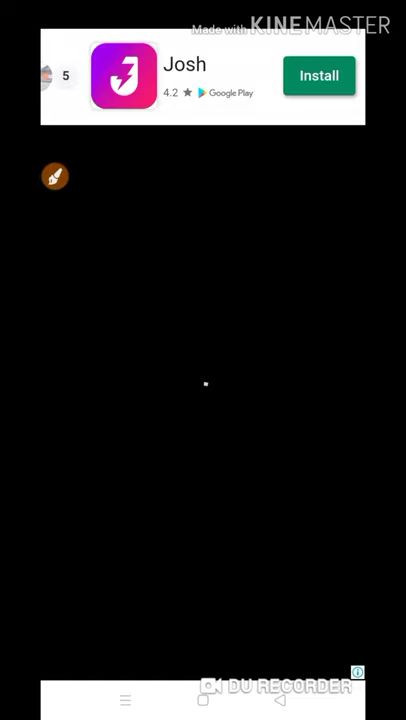 Made with KINEMASTER
Josh
5
Install
4.2 ★ Google Play
DU RECORDER